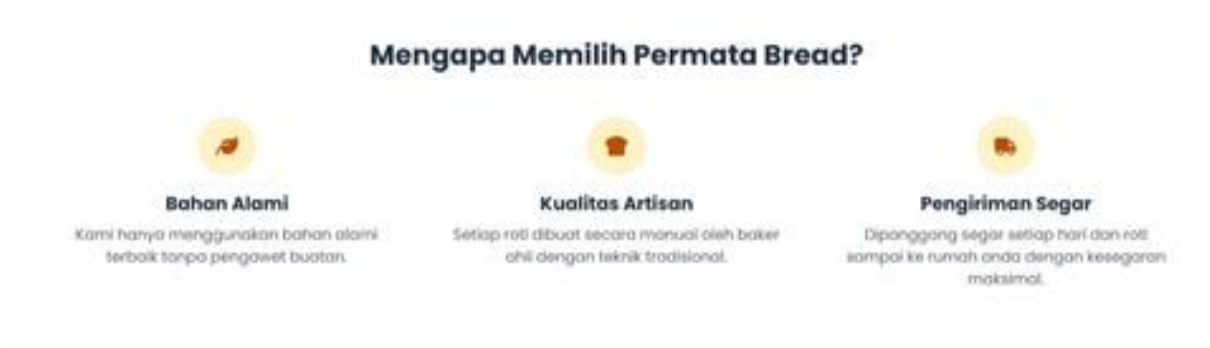 Mengapa Memilih Permata Bread?
Bahan Alami
Kami hanya menggunakan bahan alami
terbaik tanpa pengawet buatan.
Kualitas Artisan
Setiap roti dibuat secara manual oleh baker
ahli dengan teknik tradisional.
Pengiriman Segar
Dipanggang segar setiap hari dan roti
sampai ke rumah anda dengan kesegaran
maksimal.